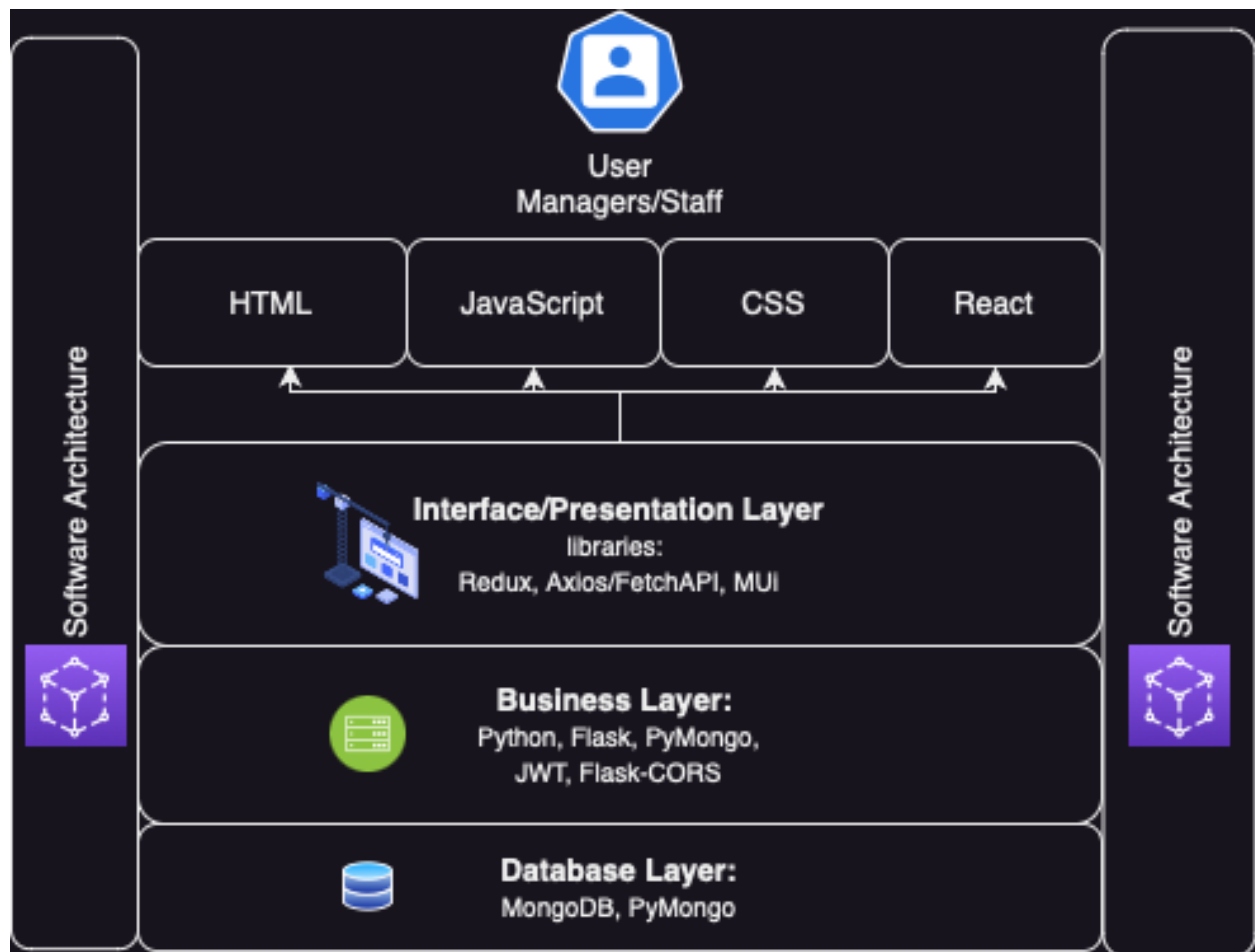 User
Managers/Staff
HTML
JavaScript
CSS
React
Software Architecture
Software Architecture
Interface/Presentation Layer
libraries:
Redux, Axios/FetchAPI, MUi
Business Layer:
Python, Flask, PyMongo,
JWT, Flask-CORS
Database Layer:
MongoDB, PyMongo